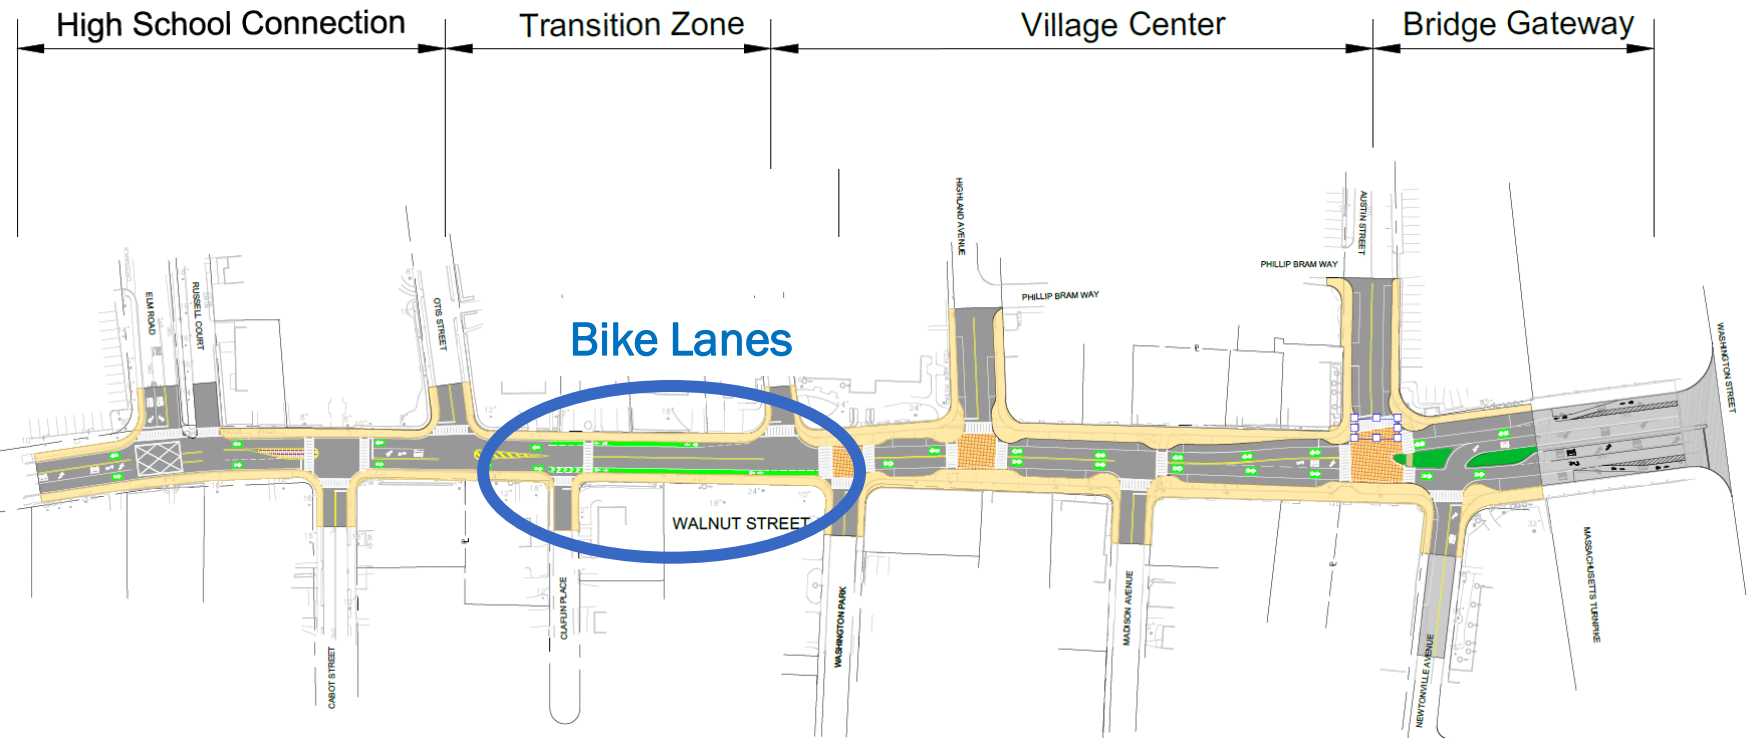 High School Connection
Transition Zone
Village Center
Bridge Gateway
HIGHLAND AVENUE
AUSTIN STREET
PHILLIP BRAM WAY
PHILLIP BRAM WAY
ELM ROAD
RUSSELL COURT
OTIS STREET
WASHINGTON STREET
Bike Lanes
WALNUT STREET
CABOT STREET
CLAFLIN PLACE
WASHINGTON PARK
MADISON AVENUE
NEWTONVILLE AVENUE
MASSACHUSETTS TURNPIKE